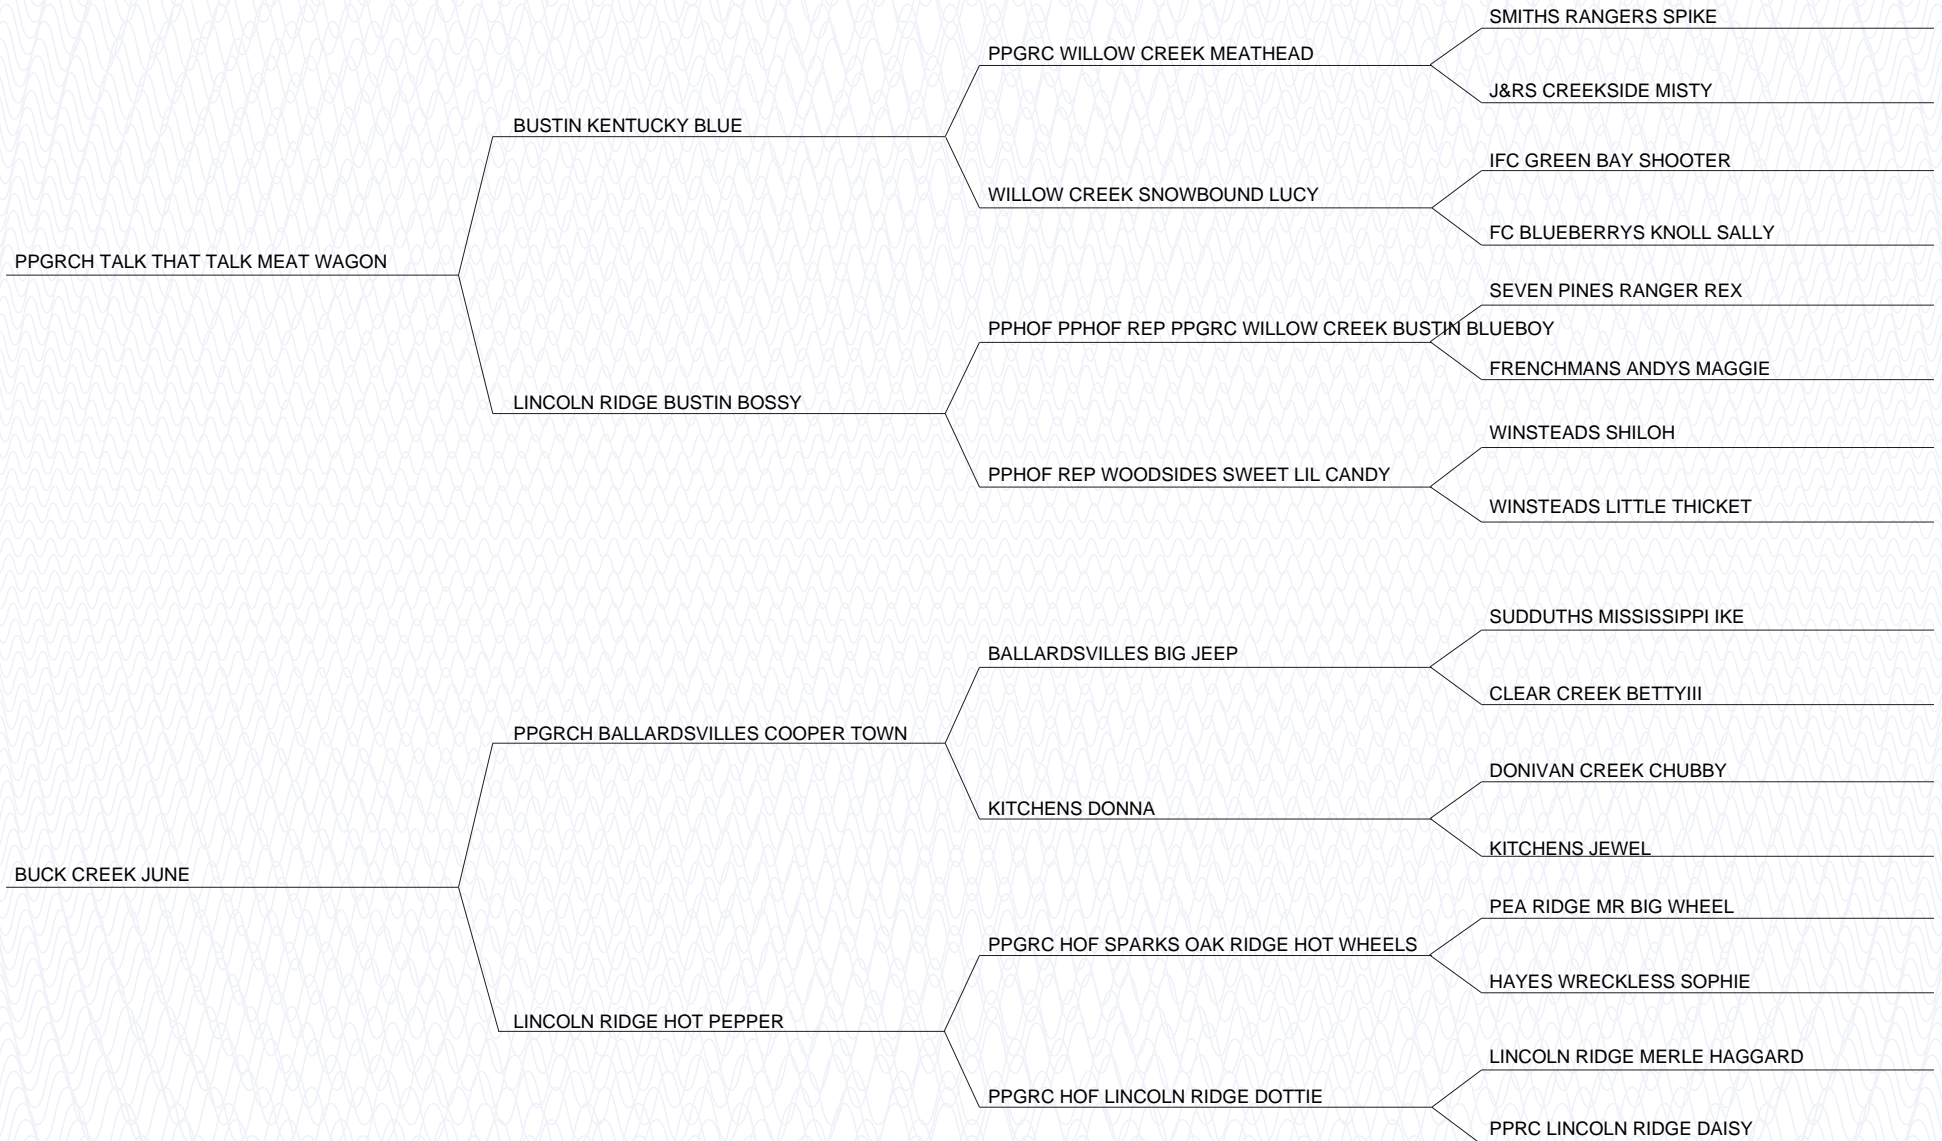 SMITHS RANGERS SPIKE
PPGRC WILLOW CREEK MEATHEAD
J&RS CREEKSIDE MISTY
BUSTIN KENTUCKY BLUE
IFC GREEN BAY SHOOTER
WILLOW CREEK SNOWBOUND LUCY
FC BLUEBERRYS KNOLL SALLY
PPGRCH TALK THAT TALK MEAT WAGON
SEVEN PINES RANGER REX
PPHOF PPHOF REP PPGRC WILLOW CREEK BUSTIN BLUEBOY
FRENCHMANS ANDYS MAGGIE
LINCOLN RIDGE BUSTIN BOSSY
WINSTEADS SHILOH
PPHOF REP WOODSIDES SWEET LIL CANDY
WINSTEADS LITTLE THICKET
SUDDUTHS MISSISSIPPI IKE
BALLARDSVILLES BIG JEEP
CLEAR CREEK BETTYIII
PPGRCH BALLARDSVILLES COOPER TOWN
DONIVAN CREEK CHUBBY
KITCHENS DONNA
KITCHENS JEWEL
BUCK CREEK JUNE
PEA RIDGE MR BIG WHEEL
PPGRC HOF SPARKS OAK RIDGE HOT WHEELS
HAYES WRECKLESS SOPHIE
LINCOLN RIDGE HOT PEPPER
LINCOLN RIDGE MERLE HAGGARD
PPGRC HOF LINCOLN RIDGE DOTTIE
PPRC LINCOLN RIDGE DAISY